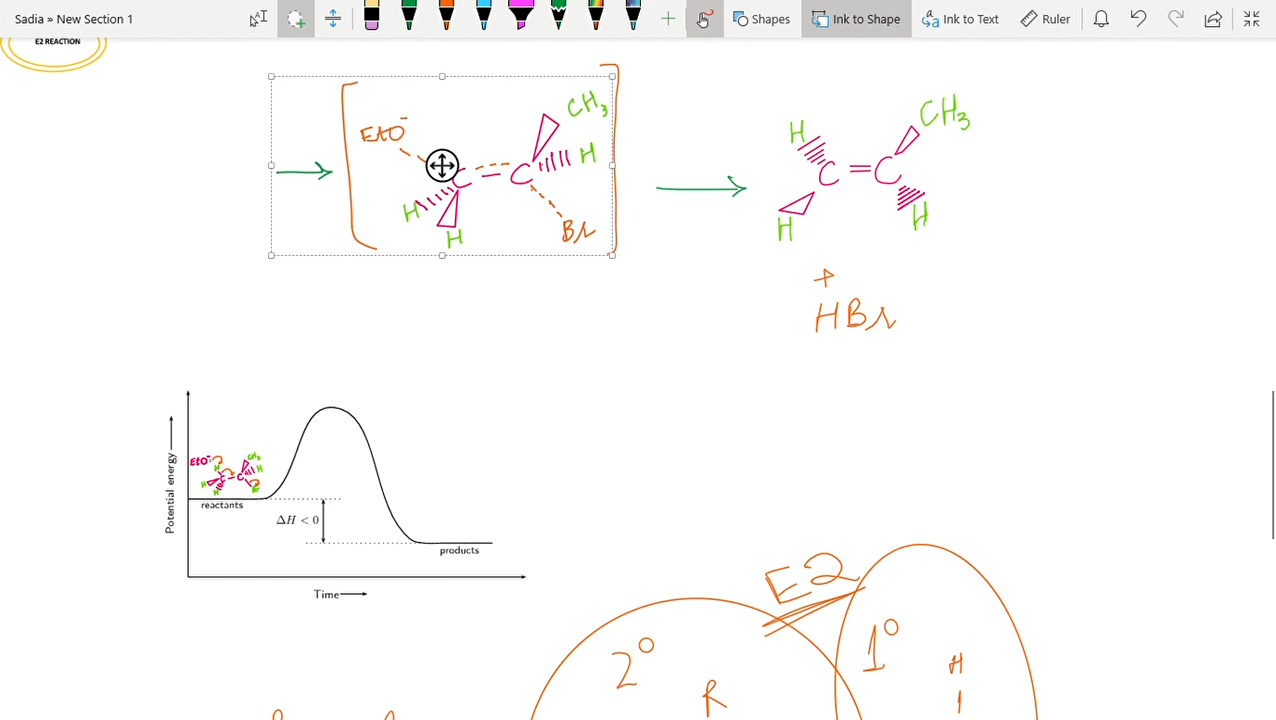 Sadia » New Section 1
Shapes
Ink to Shape
Ink to Text
Ruler
E2 REACTION
EtO-
CH3
C
C
H
H
H
Br
H
CH3
C=C
H
H
+
HBr
Potential energy
EtO-
H
CH3
C-C
H
H
H
reactants
ΔH < 0
products
Time
E2
2°
R
1°
H